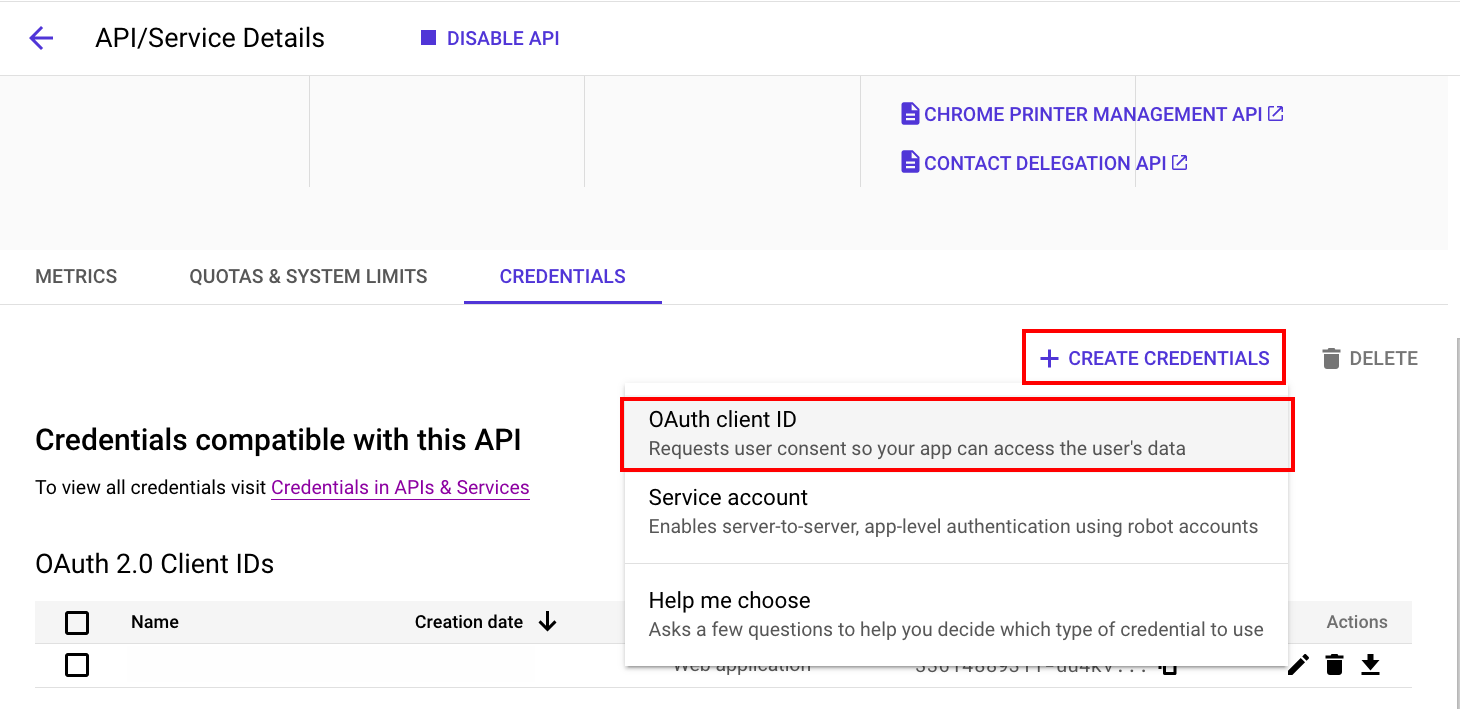 API/Service Details
DISABLE API
CHROME PRINTER MANAGEMENT API
CONTACT DELEGATION API
METRICS
QUOTAS & SYSTEM LIMITS
CREDENTIALS
CREATE CREDENTIALS
DELETE
OAuth client ID
Requests user consent so your app can access the user's data
Service account
Enables server-to-server, app-level authentication using robot accounts
Help me choose
Asks a few questions to help you decide which type of credential to use
Credentials compatible with this API
To view all credentials visit Credentials in APIs & Services
OAuth 2.0 Client IDs
Name
Creation date
Actions
Web application